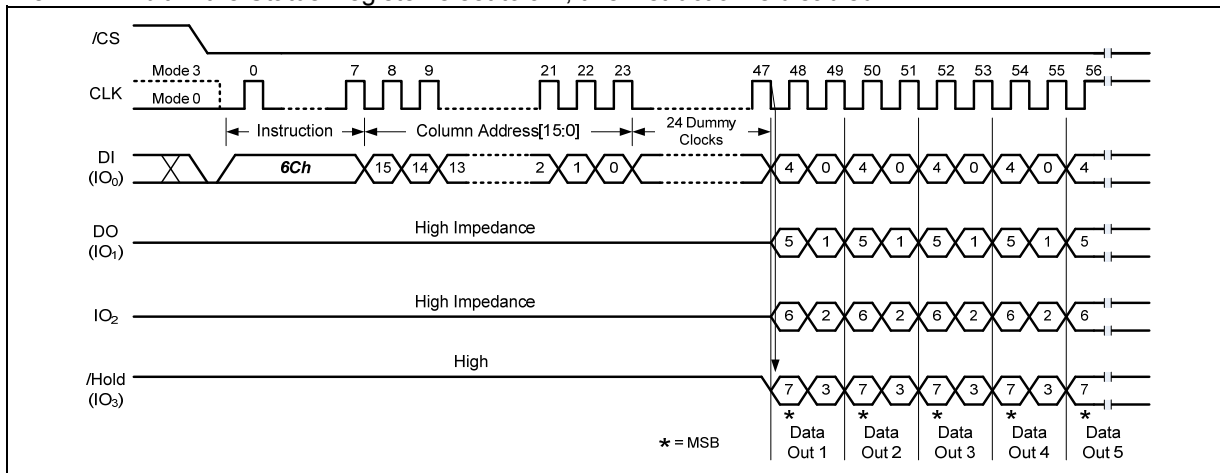 /CS
Mode 3
0 7 8 9 21 22 23 47 48 49 50 51 52 53 54 55 56
CLK
Mode 0
Instruction Column Address[15:0] 24 Dummy Clocks
DI
(IO0)
6Ch 15 14 13 2 1 0 4 0 4 0 4 0 4 0 4
DO
(IO1)
High Impedance
5 1 5 1 5 1 5 1 5
IO2
High Impedance
6 2 6 2 6 2 6 2 6
/Hold
(IO3)
High
7 3 7 3 7 3 7 3 7
* * * * *
* = MSB
Data Out 1
Data Out 2
Data Out 3
Data Out 4
Data Out 5